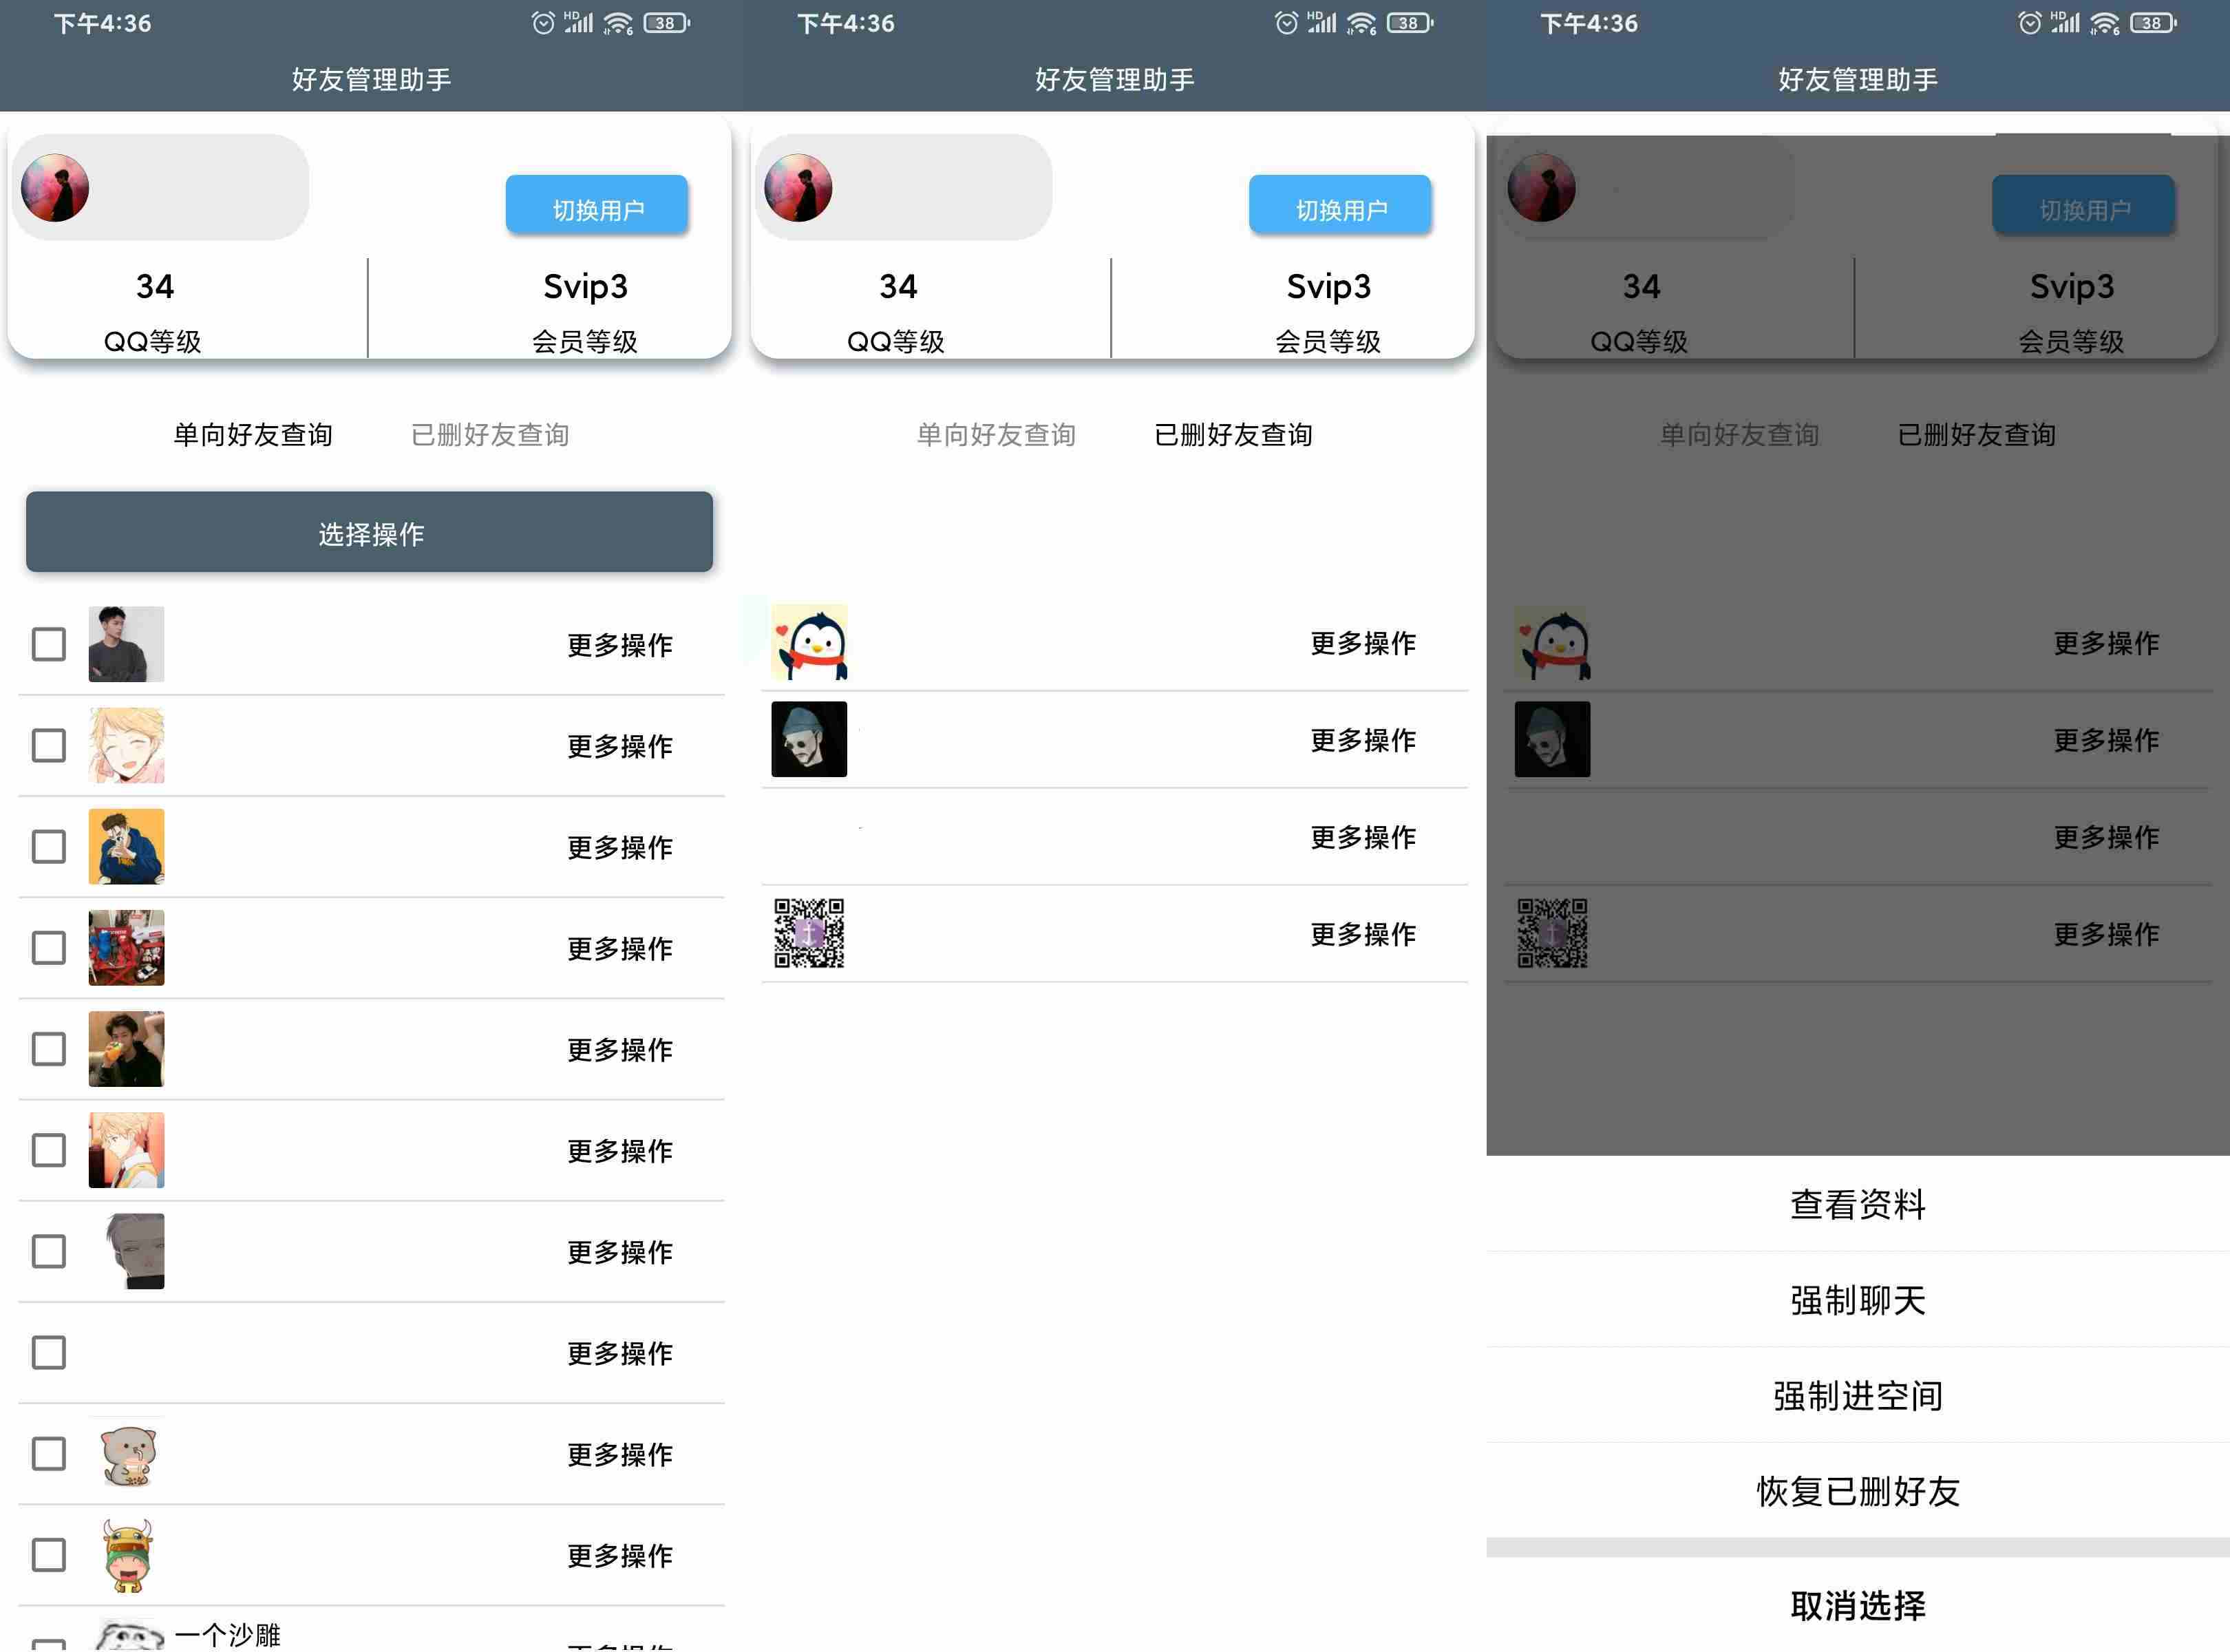 下午4:36
HD
6
38
好友管理助手
切换用户
34
Svip3
QQ等级
会员等级
单向好友查询
已删好友查询
选择操作
更多操作
更多操作
更多操作
更多操作
更多操作
更多操作
更多操作
更多操作
更多操作
更多操作
一个沙雕
下午4:36
HD
6
38
好友管理助手
切换用户
34
Svip3
QQ等级
会员等级
单向好友查询
已删好友查询
更多操作
更多操作
更多操作
更多操作
下午4:36
HD
6
38
好友管理助手
切换用户
34
Svip3
QQ等级
会员等级
单向好友查询
已删好友查询
更多操作
更多操作
更多操作
更多操作
查看资料
强制聊天
强制进空间
恢复已删好友
取消选择